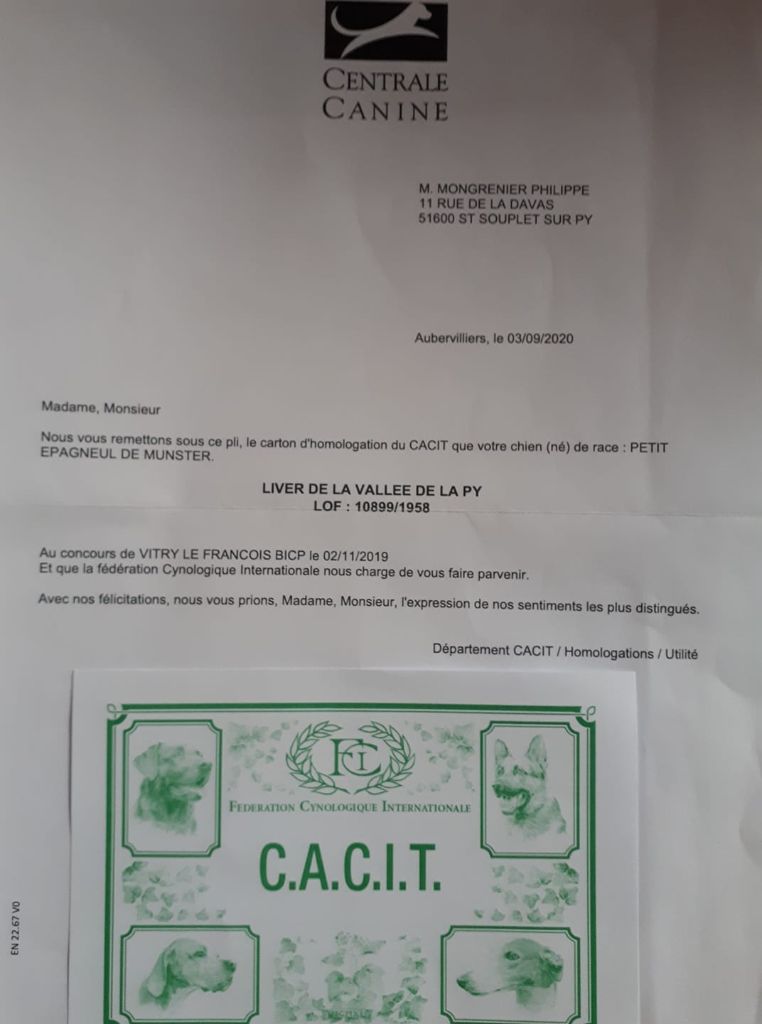 CENTRALE
CANINE
M. MONGRENIER PHILIPPE
11 RUE DE LA DAVAS
51600 ST SOUPLET SUR PY
Aubervilliers, le 03/09/2020
Madame, Monsieur
Nous vous remettons sous ce pli, le carton d'homologation du CACIT que votre chien (né) de race : PETIT
EPAGNEUL DE MUNSTER.
LIVER DE LA VALLEE DE LA PY
LOF : 10899/1958
Au concours de VITRY LE FRANCOIS BICP le 02/11/2019
Et que la fédération Cynologique Internationale nous charge de vous faire parvenir.
Avec nos félicitations, nous vous prions, Madame, Monsieur, l'expression de nos sentiments les plus distingués.
Département CACIT / Homologations / Utilité
FCI
FEDERATION CYNOLOGIQUE INTERNATIONALE
C.A.C.I.T.
EN 22.67 V0